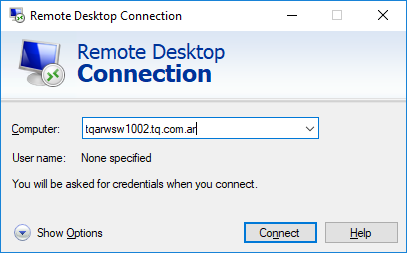 Remote Desktop Connection
Remote Desktop
Connection
Computer: tqarwsw1002.tq.com.ar
User name: None specified
You will be asked for credentials when you connect.
Show Options
Connect
Help